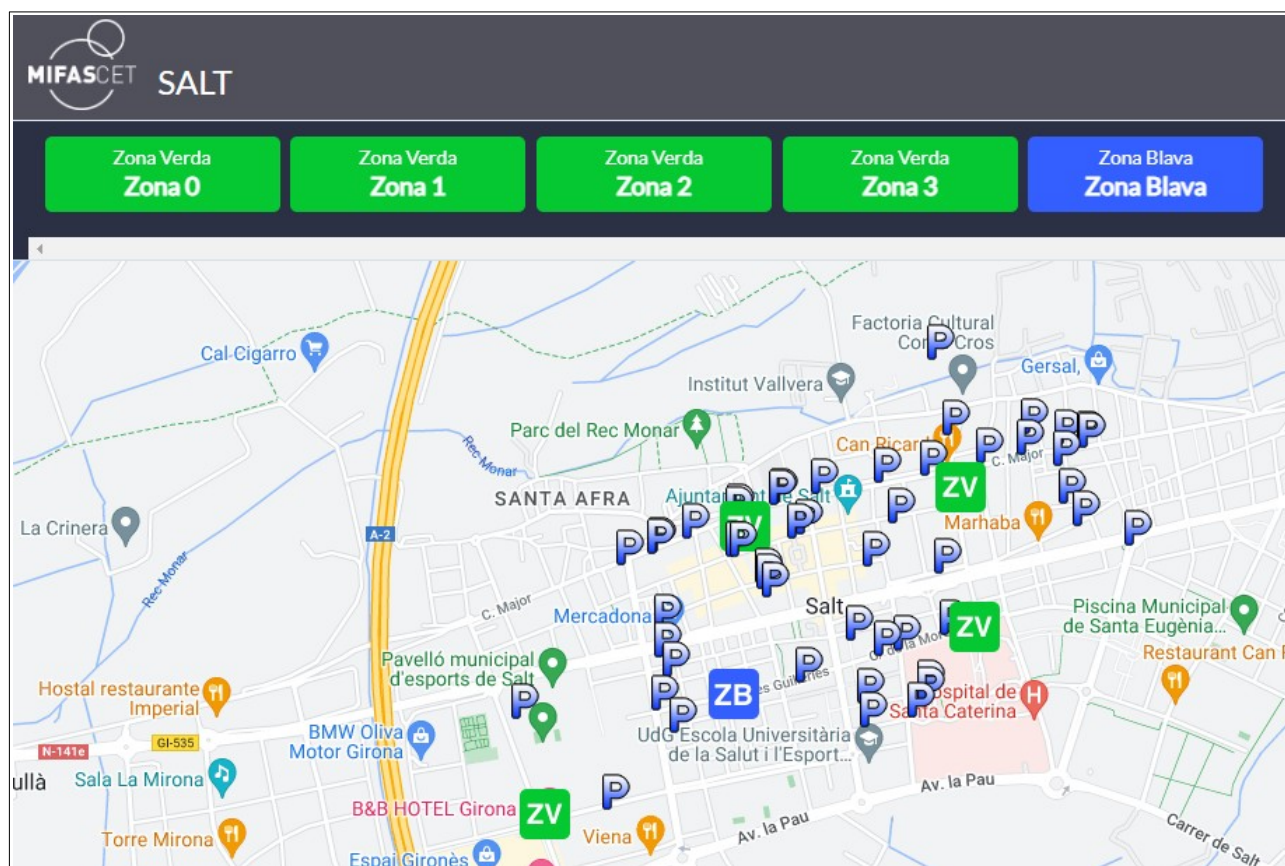 MIFASCET
SALT
Zona Verda
Zona 0
Zona Verda
Zona 1
Zona Verda
Zona 2
Zona Verda
Zona 3
Zona Blava
Zona Blava
Factoria Cultural
Cros
Cal Cigarro
Gersal,
Institut Vallvera
Parc del Rec Monar
Can Ricard
C. Major
Rec Monar
SANTA AFRA
Ajuntament de Salt
ZV
La Crinera
ZV
Marhaba
A-2
Rec Monar
C. Major
Mercadona
Salt
Piscina Municipal
de Santa Eugènia...
ZV
Pavelló municipal
d'esports de Salt
Restaurant Can
Hostal restaurante
Imperial
ZB
Hospital de
Santa Caterina
BMW Oliva
Motor Girona
UdG Escola Universitària
de la Salut i l'Esport...
N-141e
GI-535
Sala La Mirona
ullà
Av. la Pau
B&B HOTEL Girona
ZV
Torre Mirona
Viena
Av. la Pau
Carrer de Salt
Espai Gironès